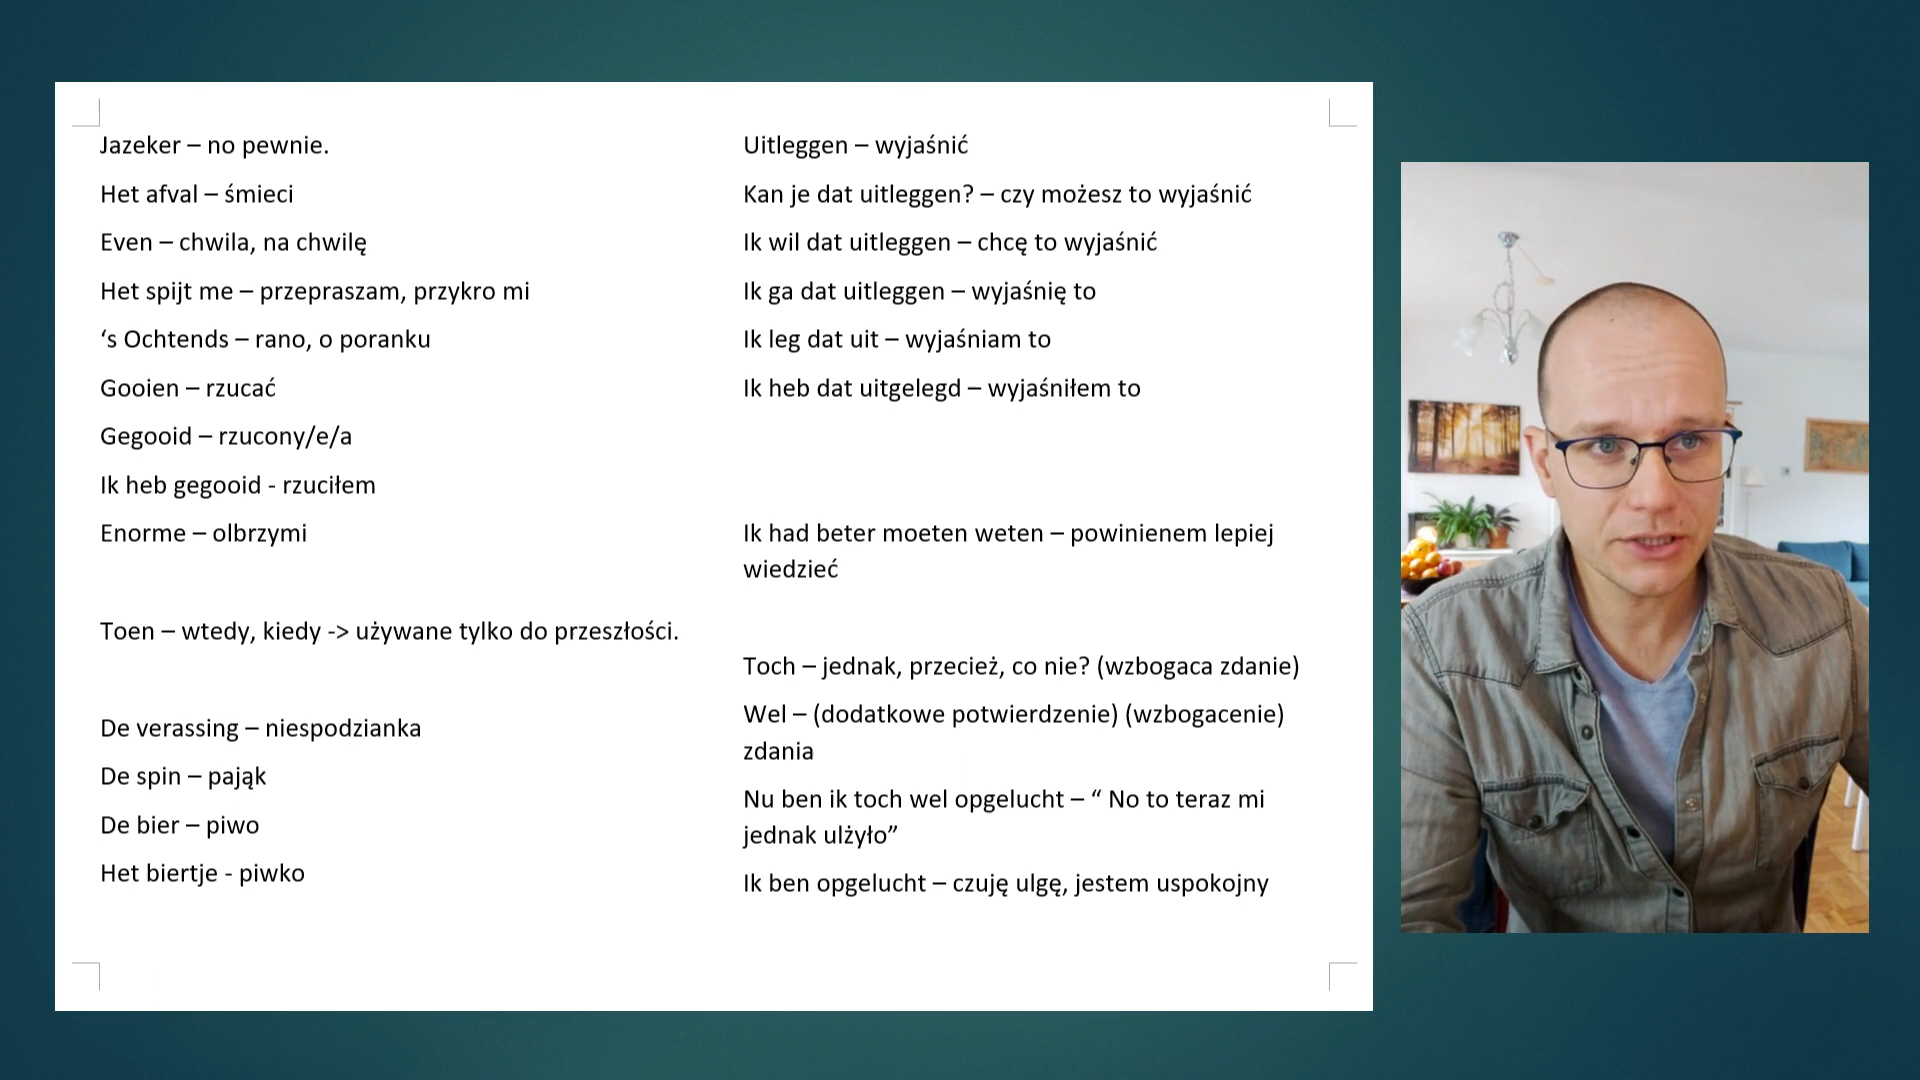 Jazeker – no pewnie.
Het afval – śmieci
Even – chwila, na chwilę
Het spijt me – przepraszam, przykro mi
‘s Ochtends – rano, o poranku
Gooien – rzucać
Gegooid – rzucony/e/a
Ik heb gegooid - rzuciłem
Enorme – olbrzymi
Toen – wtedy, kiedy -> używane tylko do przeszłości.
De verassing – niespodzianka
De spin – pająk
De bier – piwo
Het biertje - piwko
Uitleggen – wyjaśnić
Kan je dat uitleggen? – czy możesz to wyjaśnić
Ik wil dat uitleggen – chcę to wyjaśnić
Ik ga dat uitleggen – wyjaśnię to
Ik leg dat uit – wyjaśniam to
Ik heb dat uitgelegd – wyjaśniłem to
Ik had beter moeten weten – powinienem lepiej
wiedzieć
Toch – jednak, przecież, co nie? (wzbogaca zdanie)
Wel – (dodatkowe potwierdzenie) (wzbogacenie)
zdania
Nu ben ik toch wel opgelucht – “ No to teraz mi
jednak ulżyło”
Ik ben opgelucht – czuję ulgę, jestem uspokojny